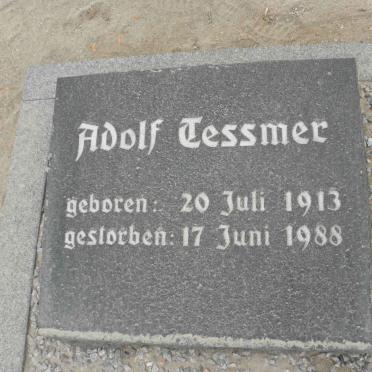 Adolf Tessmer
geboren: 20 Juli 1913
gestorben: 17 Juni 1988